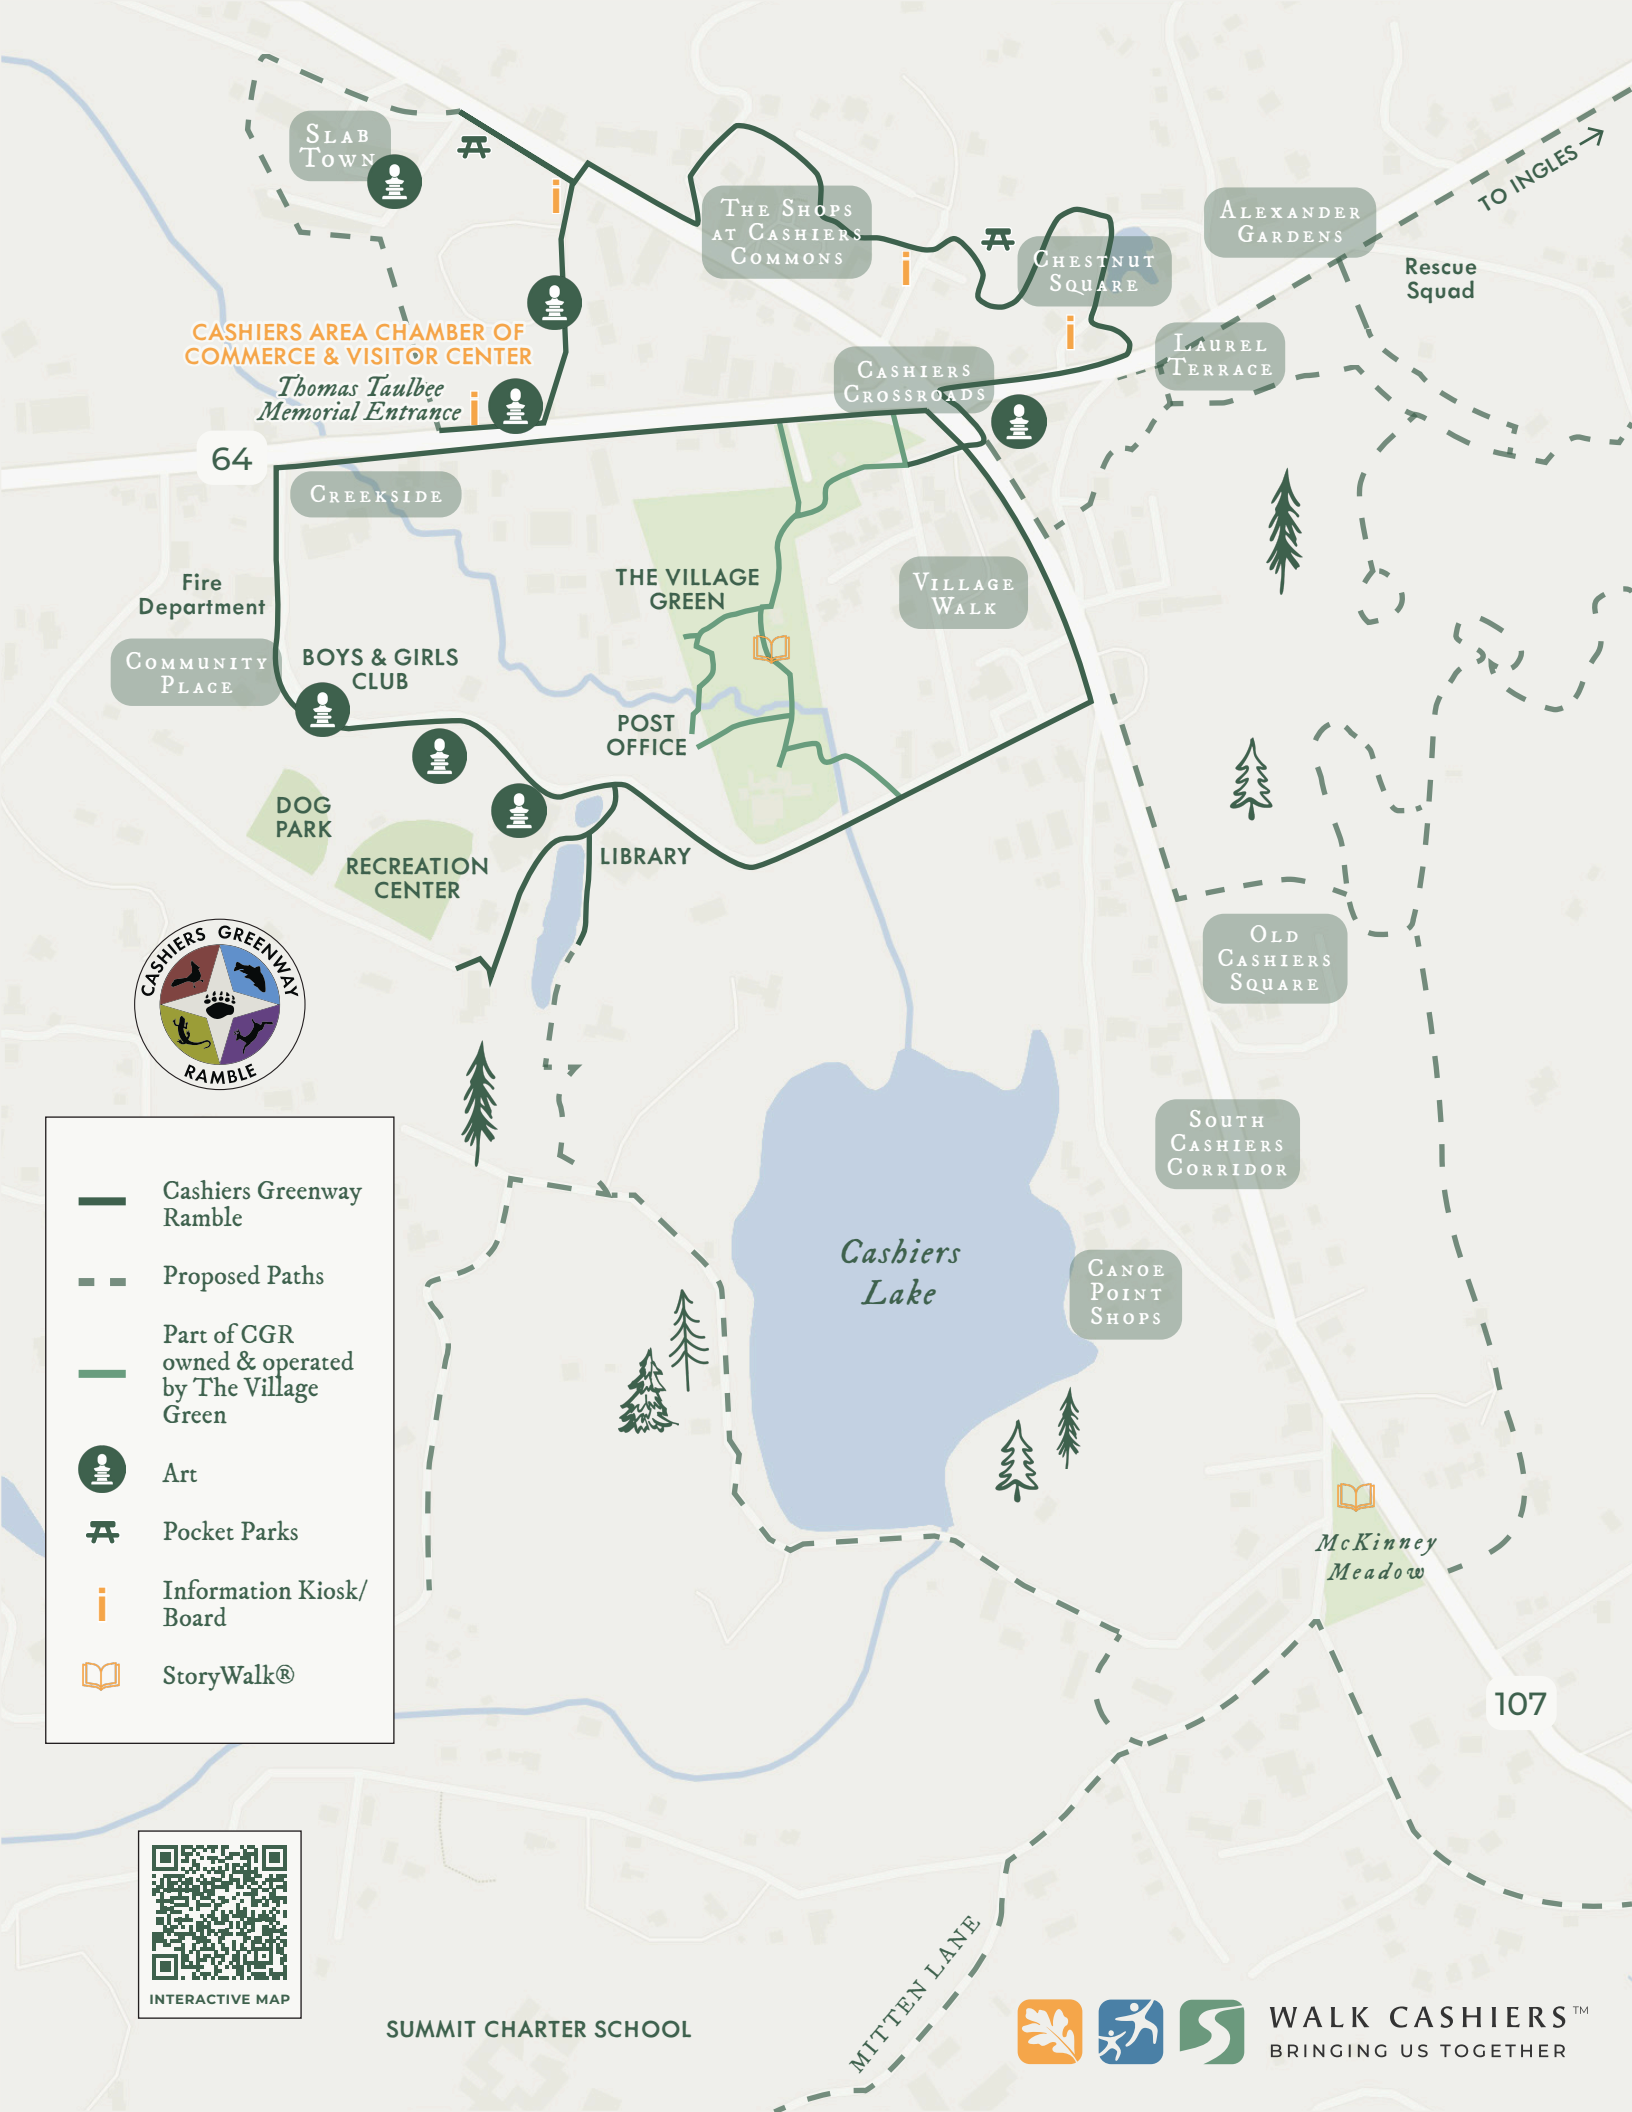 TO INGLES
SLAB
TOWN
THE SHOPS
AT CASHIERS
COMMONS
ALEXANDER
GARDENS
Rescue
Squad
CHESTNUT
SQUARE
i
i
i
CASHIERS AREA CHAMBER OF
COMMERCE & VISITOR CENTER
Thomas Taulbee
Memorial Entrance
i
LAUREL
TERRACE
CASHIERS
CROSSROADS
64
CREEKSIDE
Fire
Department
THE VILLAGE
GREEN
VILLAGE
WALK
COMMUNITY
PLACE
BOYS & GIRLS
CLUB
POST
OFFICE
DOG
PARK
RECREATION
CENTER
LIBRARY
CASHIERS GREENWAY
RAMBLE
OLD
CASHIERS
SQUARE
SOUTH
CASHIERS
CORRIDOR
Cashiers
Lake
CANOE
POINT
SHOPS
Cashiers Greenway
Ramble
Proposed Paths
Part of CGR
owned & operated
by The Village
Green
Art
Pocket Parks
i
Information Kiosk/
Board
StoryWalk®
McKinney
Meadow
107
INTERACTIVE MAP
MITTEN LANE
SUMMIT CHARTER SCHOOL
WALK CASHIERS™
BRINGING US TOGETHER